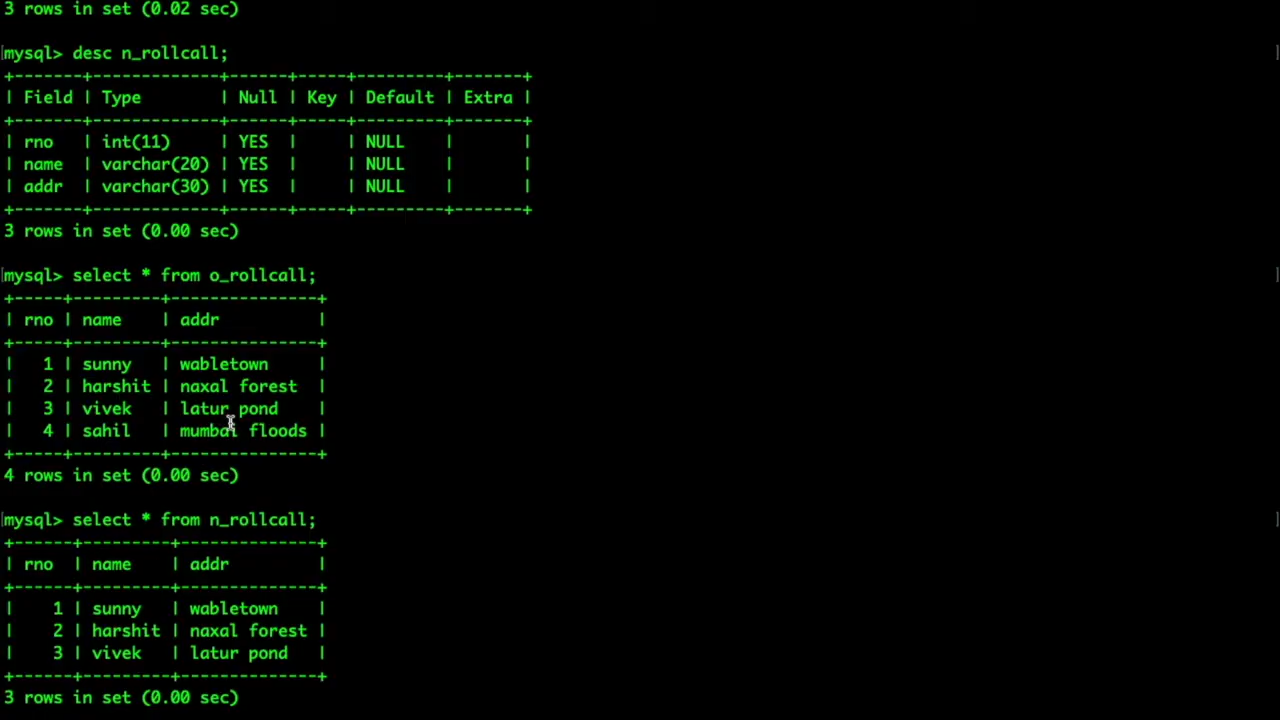 3 rows in set (0.02 sec)
mysql> desc n_rollcall;
+-------+-------------+------+-----+---------+-------+
| Field | Type        | Null | Key | Default | Extra |
+-------+-------------+------+-----+---------+-------+
| rno   | int(11)     | YES  |     | NULL    |       |
| name  | varchar(20) | YES  |     | NULL    |       |
| addr  | varchar(30) | YES  |     | NULL    |       |
+-------+-------------+------+-----+---------+-------+
3 rows in set (0.00 sec)
mysql> select * from o_rollcall;
+-----+---------+---------------+
| rno | name    | addr          |
+-----+---------+---------------+
|   1 | sunny   | wabletown     |
|   2 | harshit | naxal forest  |
|   3 | vivek   | latur pond    |
|   4 | sahil   | mumbai floods |
+-----+---------+---------------+
4 rows in set (0.00 sec)
mysql> select * from n_rollcall;
+------+---------+--------------+
| rno  | name    | addr         |
+------+---------+--------------+
|    1 | sunny   | wabletown    |
|    2 | harshit | naxal forest |
|    3 | vivek   | latur pond   |
+------+---------+--------------+
3 rows in set (0.00 sec)